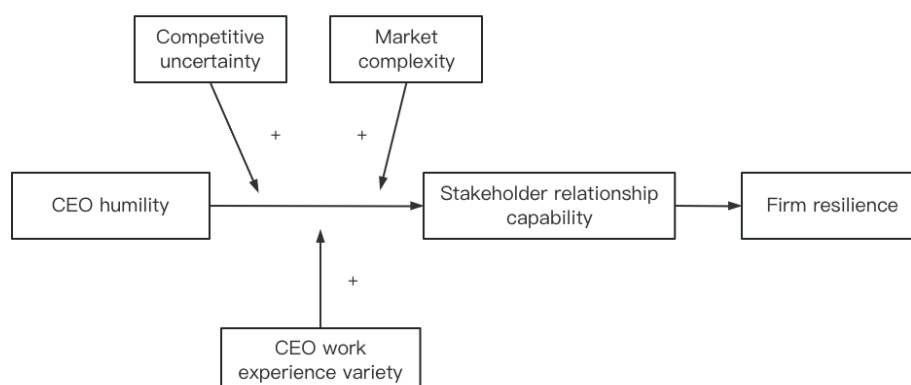 Competitive
uncertainty
Market
complexity
+
+
CEO humility
Stakeholder relationship
capability
Firm resilience
+
CEO work
experience variety